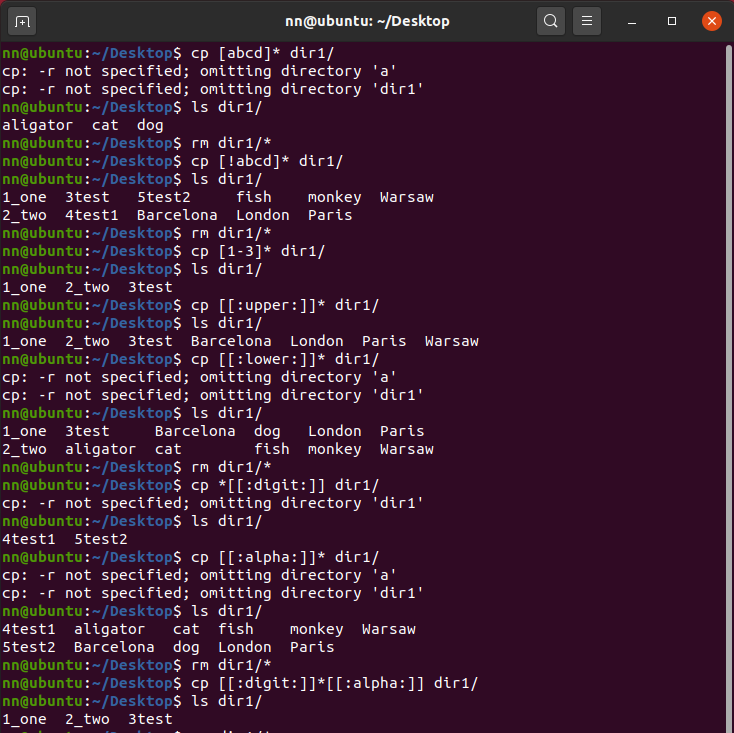 nn@ubuntu: ~/Desktop
nn@ubuntu:~/Desktop$ cp [abcd]* dir1/
cp: -r not specified; omitting directory 'a'
cp: -r not specified; omitting directory 'dir1'
nn@ubuntu:~/Desktop$ ls dir1/
aligator  cat  dog
nn@ubuntu:~/Desktop$ rm dir1/*
nn@ubuntu:~/Desktop$ cp [!abcd]* dir1/
nn@ubuntu:~/Desktop$ ls dir1/
1_one  3test   5test2     fish    monkey  Warsaw
2_two  4test1  Barcelona  London  Paris
nn@ubuntu:~/Desktop$ rm dir1/*
nn@ubuntu:~/Desktop$ cp [1-3]* dir1/
nn@ubuntu:~/Desktop$ ls dir1/
1_one  2_two  3test
nn@ubuntu:~/Desktop$ cp [[:upper:]]* dir1/
nn@ubuntu:~/Desktop$ ls dir1/
1_one  2_two  3test  Barcelona  London  Paris  Warsaw
nn@ubuntu:~/Desktop$ cp [[:lower:]]* dir1/
cp: -r not specified; omitting directory 'a'
cp: -r not specified; omitting directory 'dir1'
nn@ubuntu:~/Desktop$ ls dir1/
1_one  3test     Barcelona  dog   London  Paris
2_two  aligator  cat        fish  monkey  Warsaw
nn@ubuntu:~/Desktop$ rm dir1/*
nn@ubuntu:~/Desktop$ cp *[[:digit:]] dir1/
cp: -r not specified; omitting directory 'dir1'
nn@ubuntu:~/Desktop$ ls dir1/
4test1  5test2
nn@ubuntu:~/Desktop$ cp [[:alpha:]]* dir1/
cp: -r not specified; omitting directory 'a'
cp: -r not specified; omitting directory 'dir1'
nn@ubuntu:~/Desktop$ ls dir1/
4test1  aligator   cat  fish    monkey  Warsaw
5test2  Barcelona  dog  London  Paris
nn@ubuntu:~/Desktop$ rm dir1/*
nn@ubuntu:~/Desktop$ cp [[:digit:]]*[[:alpha:]] dir1/
nn@ubuntu:~/Desktop$ ls dir1/
1_one  2_two  3test